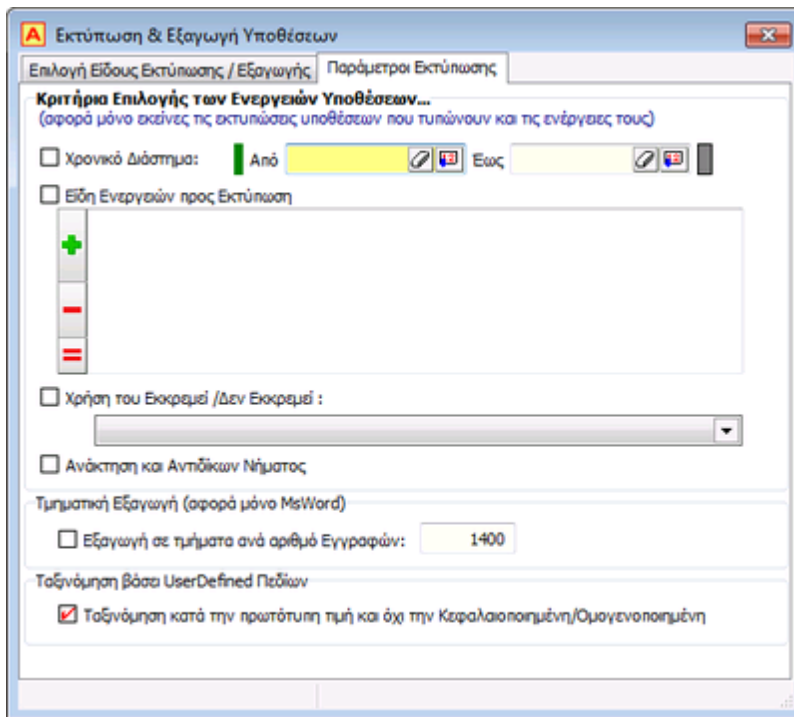 A Εκτύπωση & Εξαγωγή Υποθέσεων
Επιλογή Είδους Εκτύπωσης / Εξαγωγής Παράμετροι Εκτύπωσης
Κριτήρια Επιλογής των Ενεργειών Υποθέσεων...
(αφορά μόνο εκείνες τις εκτυπώσεις υποθέσεων που τυπώνουν και τις ενέργειες τους)
Χρονικό Διάστημα: Από Έως
Είδη Ενεργειών προς Εκτύπωση
Χρήση του Εκκρεμεί /Δεν Εκκρεμεί :
Ανάκτηση και Αντιδίκων Νήματος
Τμηματική Εξαγωγή (αφορά μόνο MsWord)
Εξαγωγή σε τμήματα ανά αριθμό Εγγραφών: 1400
Ταξινόμηση βάσει UserDefined Πεδίων
Ταξινόμηση κατά την πρωτότυπη τιμή και όχι την Κεφαλαιοποιημένη/Ομογενοποιημένη